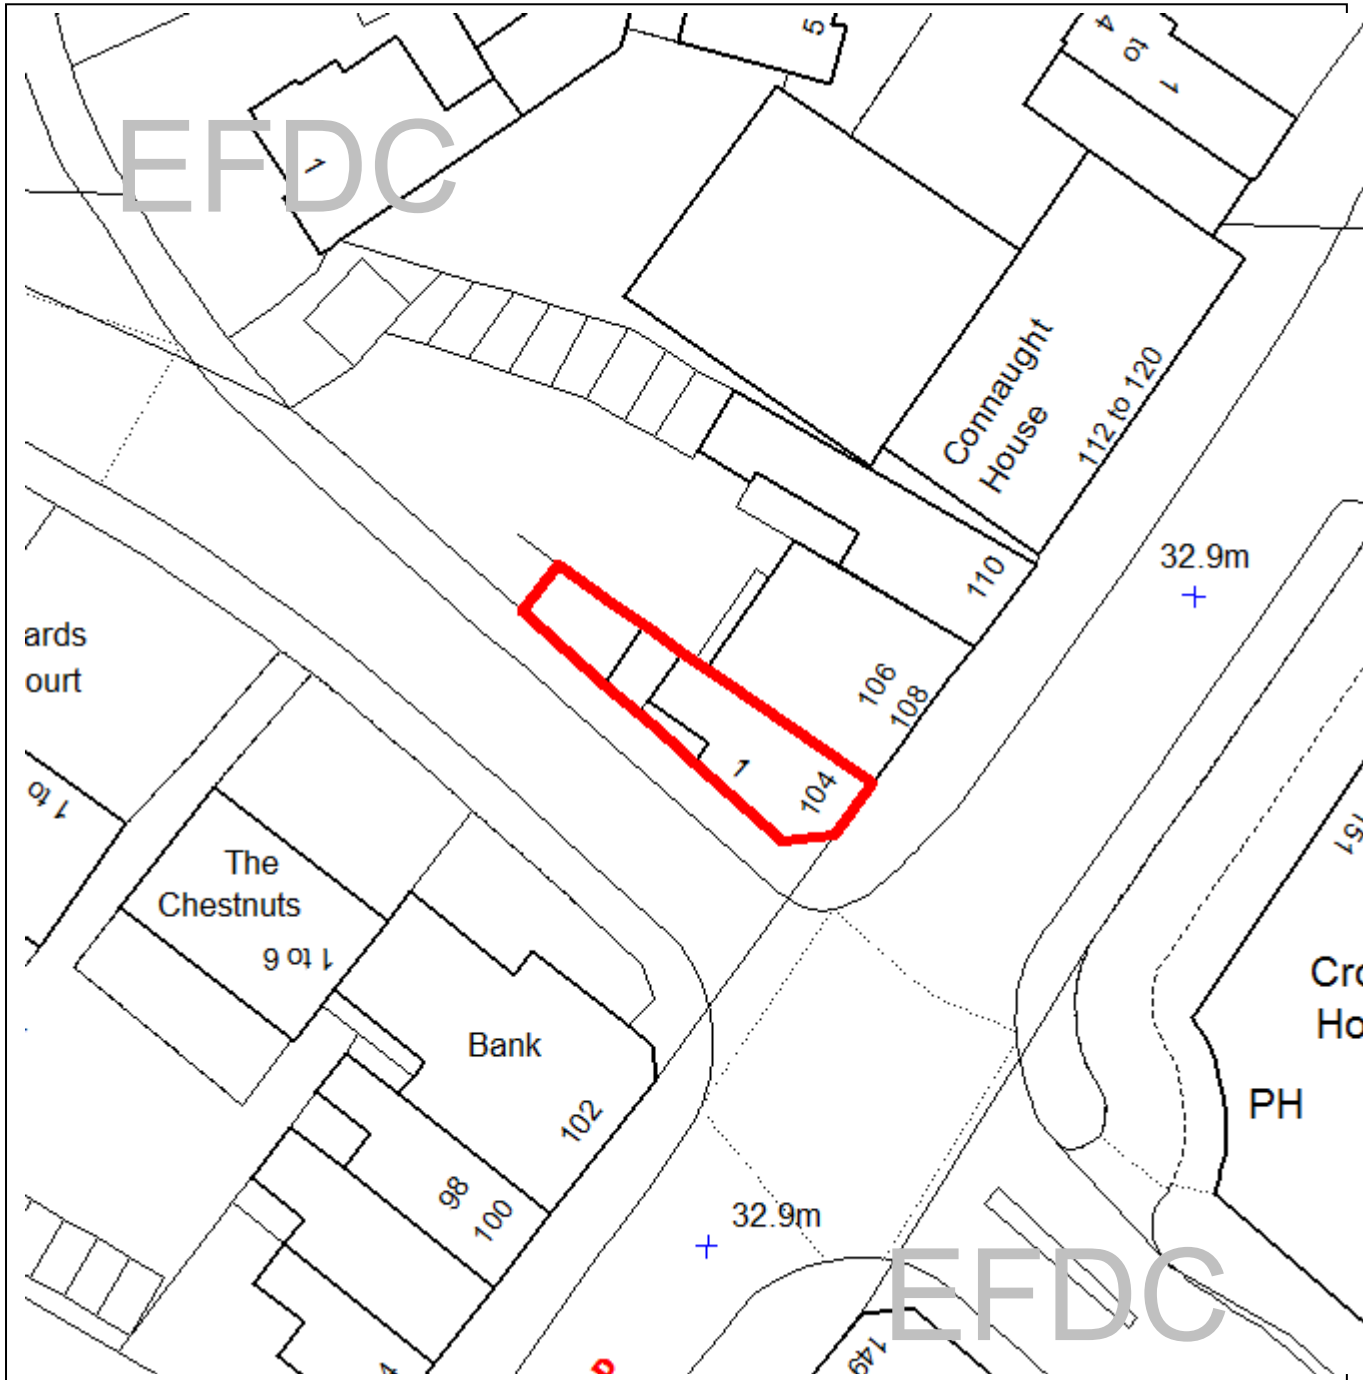 5
1 to 4
EFDC
1
Connaught
House
112 to 120
32.9m
110
ards
ourt
106
108
1
104
1 to
151
The
Chestnuts
1 to 6
Cro
Ho
Bank
PH
102
98
100
32.9m
EFDC
149